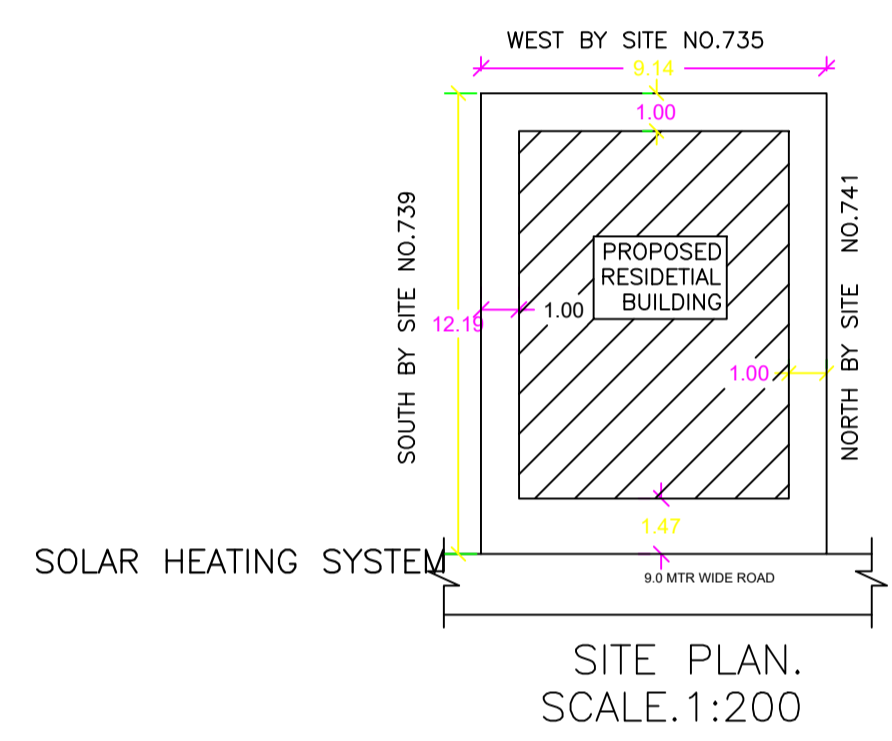 WEST BY SITE NO.735
9.14
1.00
SOUTH BY SITE NO.739
NORTH BY SITE NO.741
PROPOSED
RESIDETIAL
BUILDING
1.00
12.19
1.00
1.47
SOLAR HEATING SYSTEM
9.0 MTR WIDE ROAD
SITE PLAN.
SCALE.1:200